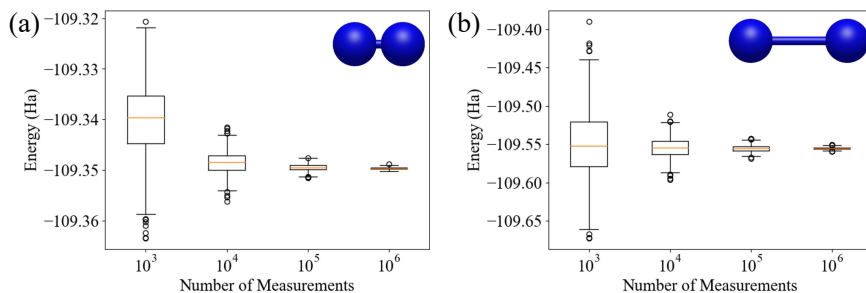 (a)
Energy (Ha)
−109.32
−109.33
−109.34
−109.35
−109.36
10³ 10⁴ 10⁵ 10⁶
Number of Measurements
(b)
Energy (Ha)
−109.40
−109.45
−109.50
−109.55
−109.60
−109.65
10³ 10⁴ 10⁵ 10⁶
Number of Measurements